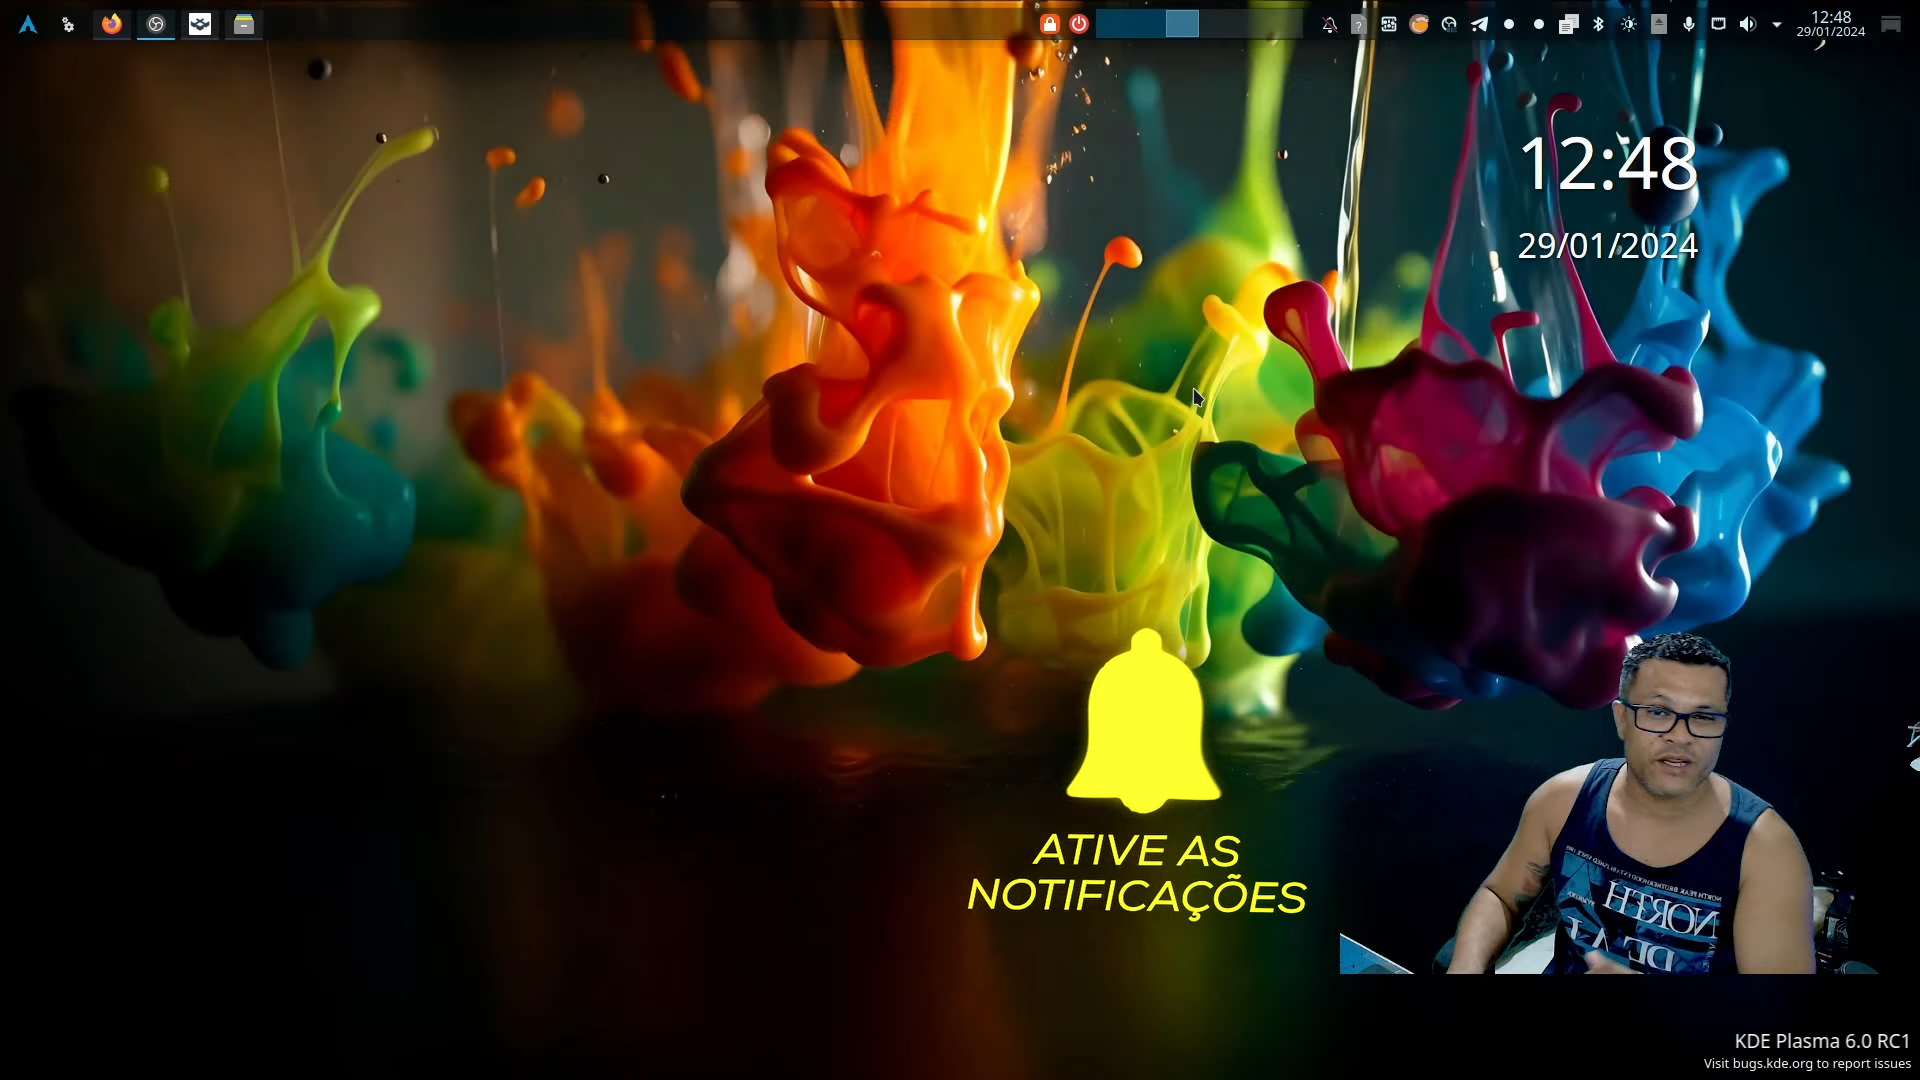 12:48
29/01/2024
12:48
29/01/2024
ATIVE AS
NOTIFICAÇÕES
NORTH
KDE Plasma 6.0 RC1
Visit bugs.kde.org to report issues